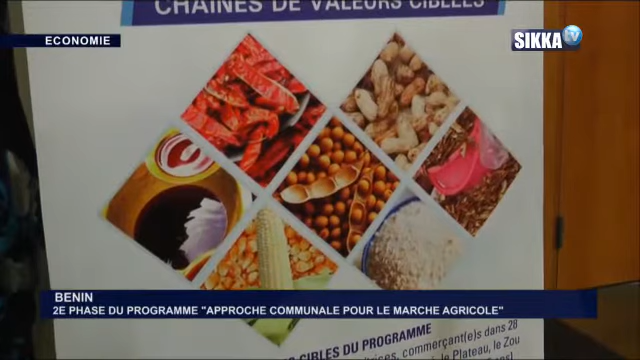 CHAINES DE VALEURS CIBLEES
ECONOMIE
SIKKA tv
BENIN
2E PHASE DU PROGRAMME "APPROCHE COMMUNALE POUR LE MARCHE AGRICOLE"
CIBLES DU PROGRAMME
commerçant(e)s dans 28
le Plateau, le Zou